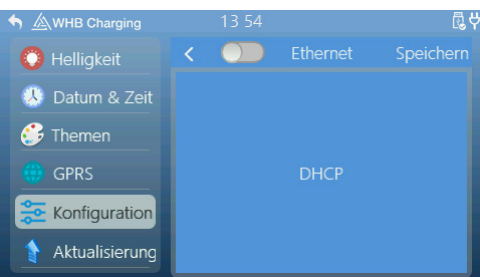 WHB Charging 13 54
Helligkeit
Datum & Zeit
Themen
GPRS
Konfiguration
Aktualisierung
Ethernet Speichern
DHCP